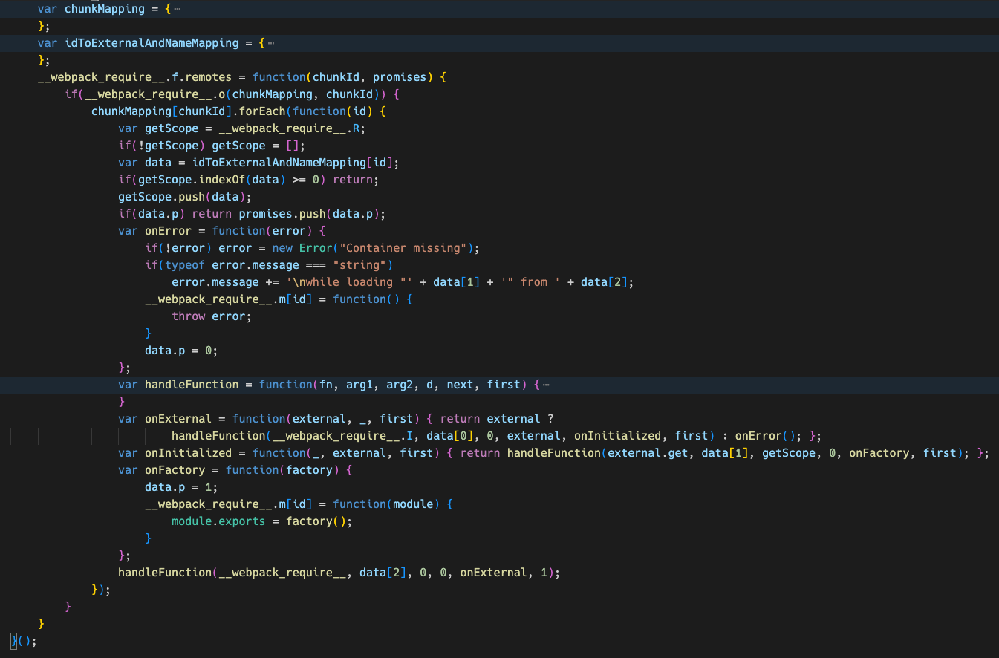 var chunkMapping = {⋯
};
var idToExternalAndNameMapping = {⋯
};
__webpack_require__.f.remotes = function(chunkId, promises) {
if(__webpack_require__.o(chunkMapping, chunkId)) {
chunkMapping[chunkId].forEach(function(id) {
var getScope = __webpack_require__.R;
if(!getScope) getScope = [];
var data = idToExternalAndNameMapping[id];
if(getScope.indexOf(data) >= 0) return;
getScope.push(data);
if(data.p) return promises.push(data.p);
var onError = function(error) {
if(!error) error = new Error("Container missing");
if(typeof error.message === "string")
error.message += '\nwhile loading "' + data[1] + '" from ' + data[2];
__webpack_require__.m[id] = function() {
throw error;
}
data.p = 0;
};
var handleFunction = function(fn, arg1, arg2, d, next, first) {⋯
}
var onExternal = function(external, _, first) { return external ?
handleFunction(__webpack_require__.I, data[0], 0, external, onInitialized, first) : onError(); };
var onInitialized = function(_, external, first) { return handleFunction(external.get, data[1], getScope, 0, onFactory, first); };
var onFactory = function(factory) {
data.p = 1;
__webpack_require__.m[id] = function(module) {
module.exports = factory();
}
};
handleFunction(__webpack_require__, data[2], 0, 0, onExternal, 1);
});
}
}
}();